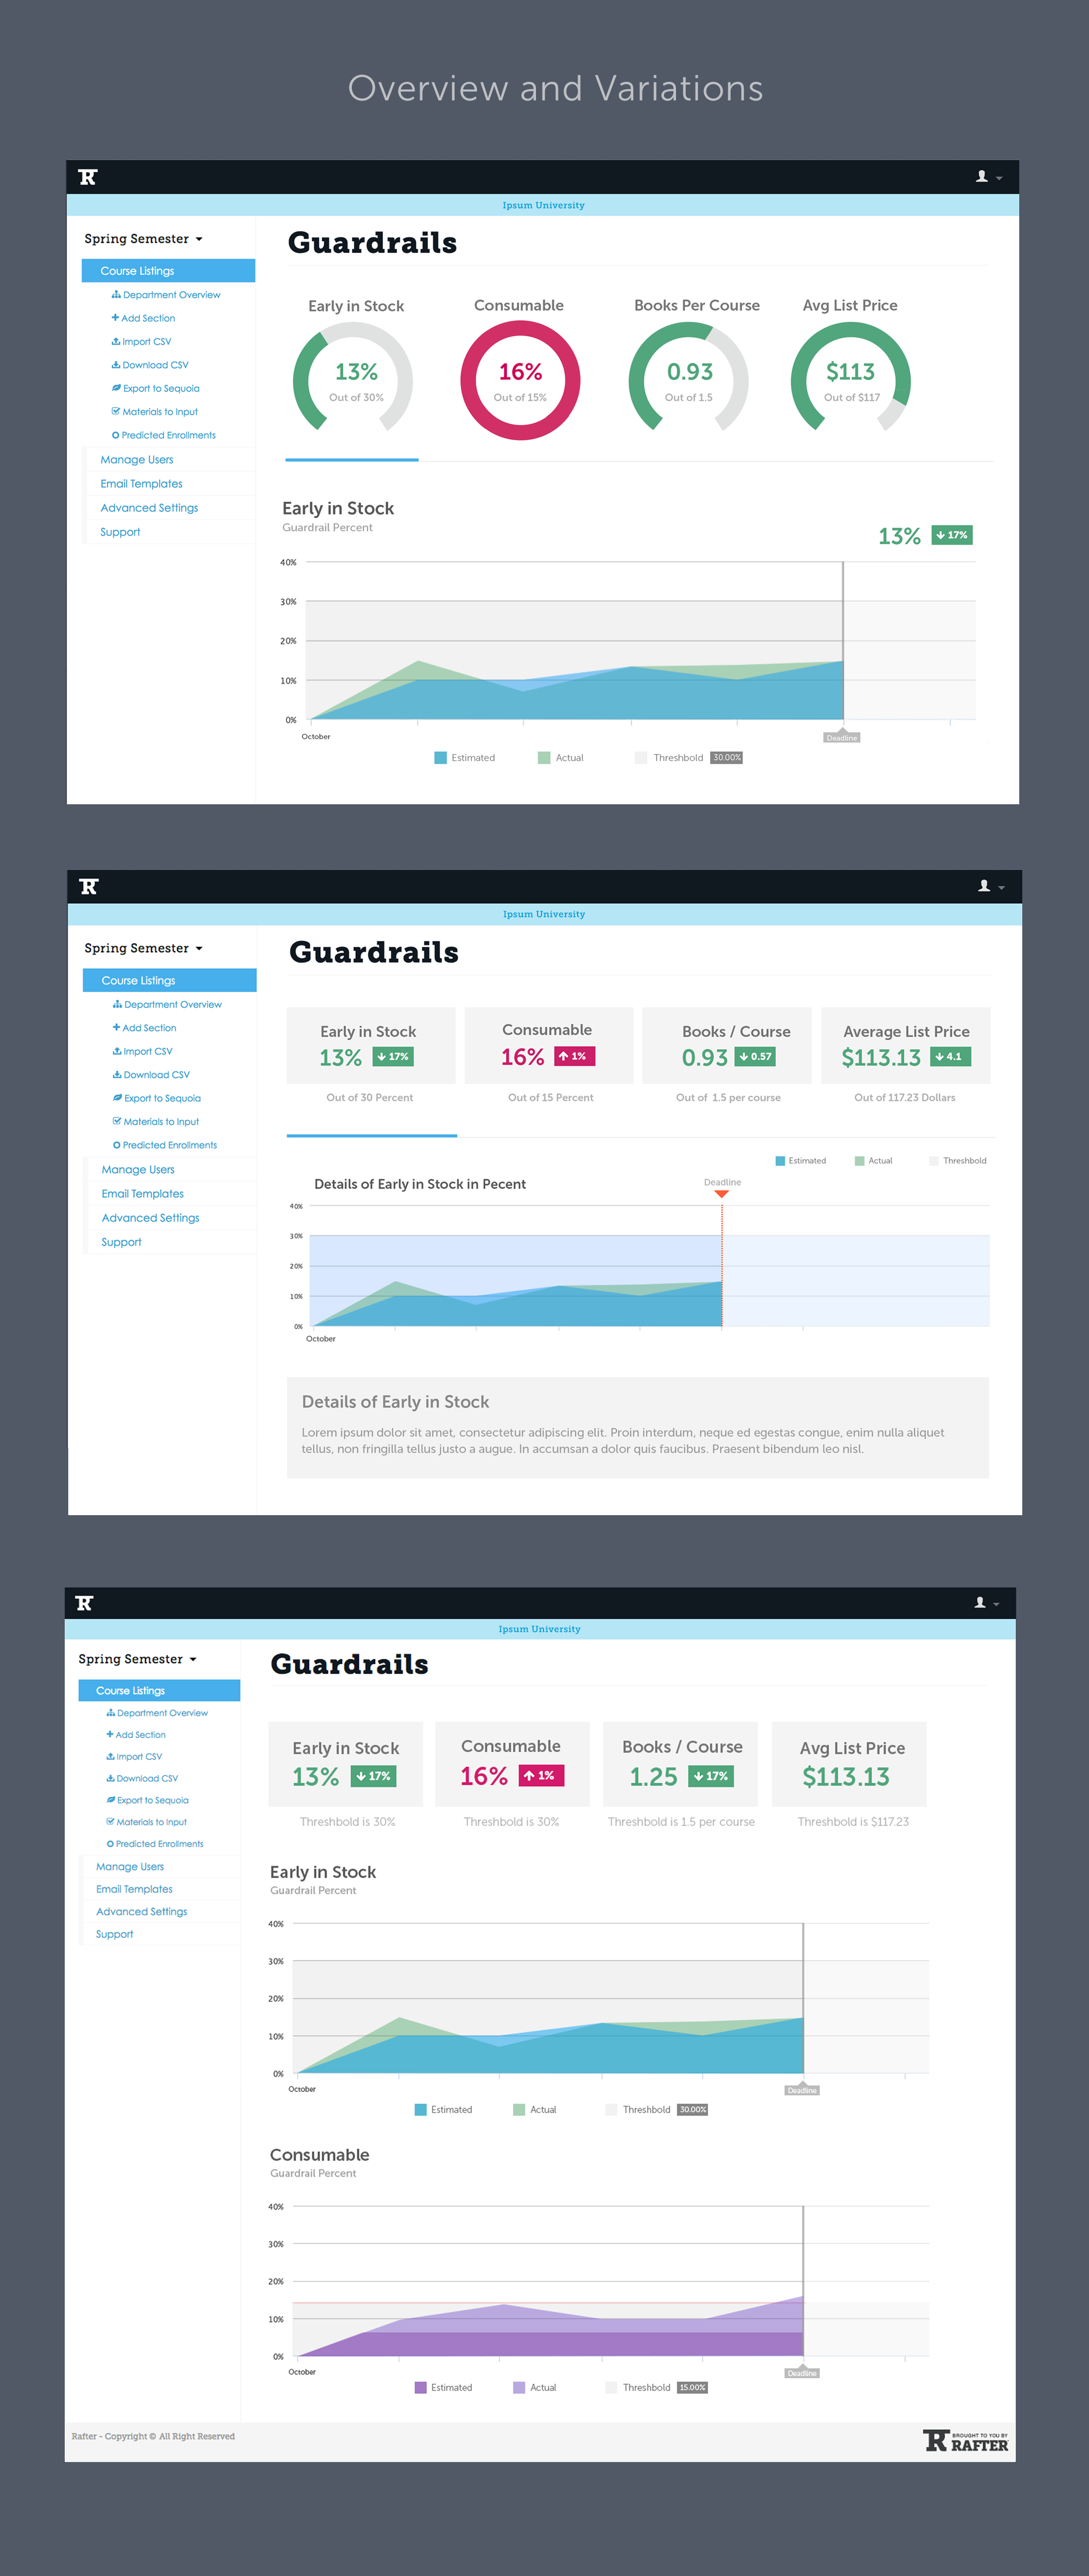 Overview and Variations
R
Ipsum University
Spring Semester
Course Listings
Department Overview
Add Section
Import CSV
Download CSV
Export to Sequoia
Materials to Input
Predicted Enrollments
Manage Users
Email Templates
Advanced Settings
Support
Guardrails
Early in Stock Consumable Books Per Course Avg List Price
13% 16% 0.93 $113
Out of 30% Out of 15% Out of 1.5 Out of $117
Early in Stock
Guardrail Percent
13% 17%
40%
30%
20%
10%
0%
October Deadline
Estimated Actual Threshbold 30.00%
R
Ipsum University
Spring Semester
Course Listings
Department Overview
Add Section
Import CSV
Download CSV
Export to Sequoia
Materials to Input
Predicted Enrollments
Manage Users
Email Templates
Advanced Settings
Support
Guardrails
Early in Stock Consumable Books / Course Average List Price
13% 17% 16% 1% 0.93 0.57 $113.13 4.1
Out of 30 Percent Out of 15 Percent Out of 1.5 per course Out of 117.23 Dollars
Estimated Actual Threshbold
Details of Early in Stock in Pecent Deadline
40%
30%
20%
10%
0%
October
Details of Early in Stock
Lorem ipsum dolor sit amet, consectetur adipiscing elit. Proin interdum, neque ed egestas congue, enim nulla aliquet
tellus, non fringilla tellus justo a augue. In accumsan a dolor quis faucibus. Praesent bibendum leo nisl.
R
Ipsum University
Spring Semester
Course Listings
Department Overview
Add Section
Import CSV
Download CSV
Export to Sequoia
Materials to Input
Predicted Enrollments
Manage Users
Email Templates
Advanced Settings
Support
Guardrails
Early in Stock Consumable Books / Course Avg List Price
13% 17% 16% 1% 1.25 17% $113.13
Threshbold is 30% Threshbold is 30% Threshbold is 1.5 per course Threshbold is $117.23
Early in Stock
Guardrail Percent
40%
30%
20%
10%
0%
October Deadline
Estimated Actual Threshbold 30.00%
Consumable
Guardrail Percent
40%
30%
20%
10%
0%
October Deadline
Estimated Actual Threshbold 15.00%
Rafter - Copyright © All Right Reserved
R BROUGHT TO YOU BY
RAFTER